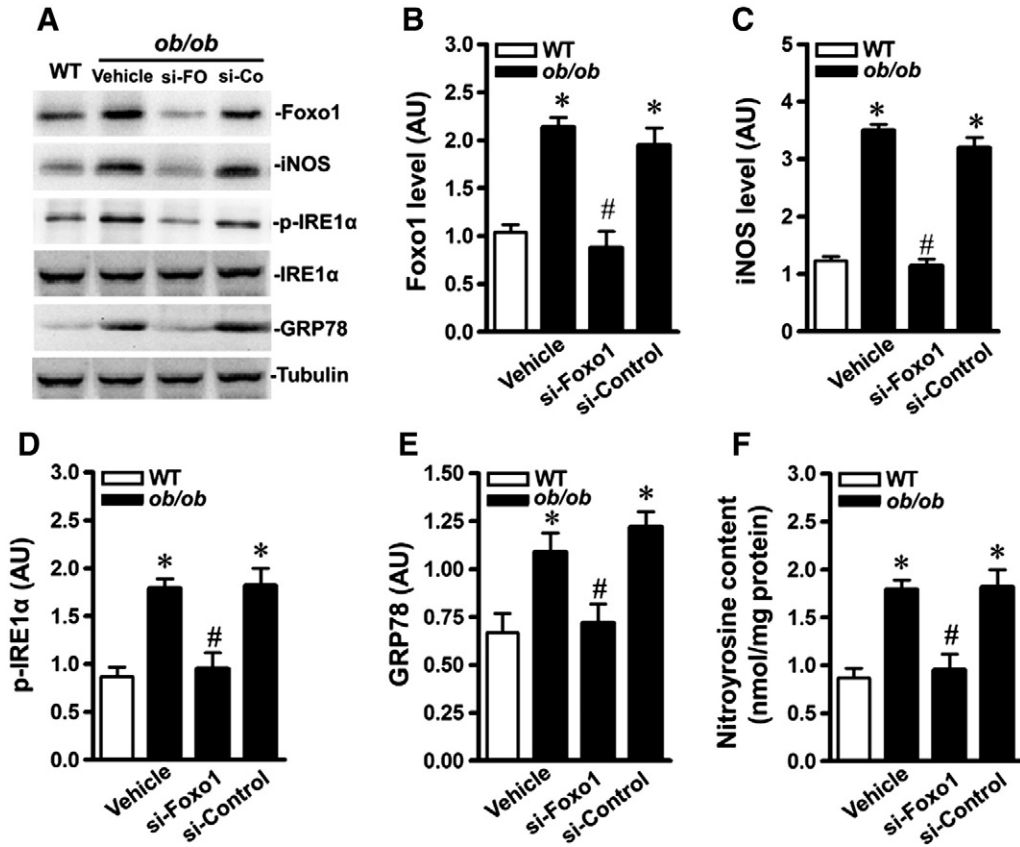 A
ob/ob
WT Vehicle si-FO si-Co
-Foxo1
-iNOS
-p-IRE1α
-IRE1α
-GRP78
-Tubulin
B
WT
ob/ob
Foxo1 level (AU)
3.0
2.5
2.0
1.5
1.0
0.5
0.0
*
#
*
Vehicle
si-Foxo1
si-Control
C
WT
ob/ob
iNOS level (AU)
5
4
3
2
1
0
*
#
*
Vehicle
si-Foxo1
si-Control
D
WT
ob/ob
p-IRE1α (AU)
3.0
2.5
2.0
1.5
1.0
0.5
0.0
*
#
*
Vehicle
si-Foxo1
si-Control
E
WT
ob/ob
GRP78 (AU)
1.50
1.25
1.00
0.75
0.50
0.25
0.00
*
#
*
Vehicle
si-Foxo1
si-Control
F
WT
ob/ob
Nitroyrosine content
(nmol/mg protein)
3.0
2.5
2.0
1.5
1.0
0.5
0.0
*
#
*
Vehicle
si-Foxo1
si-Control